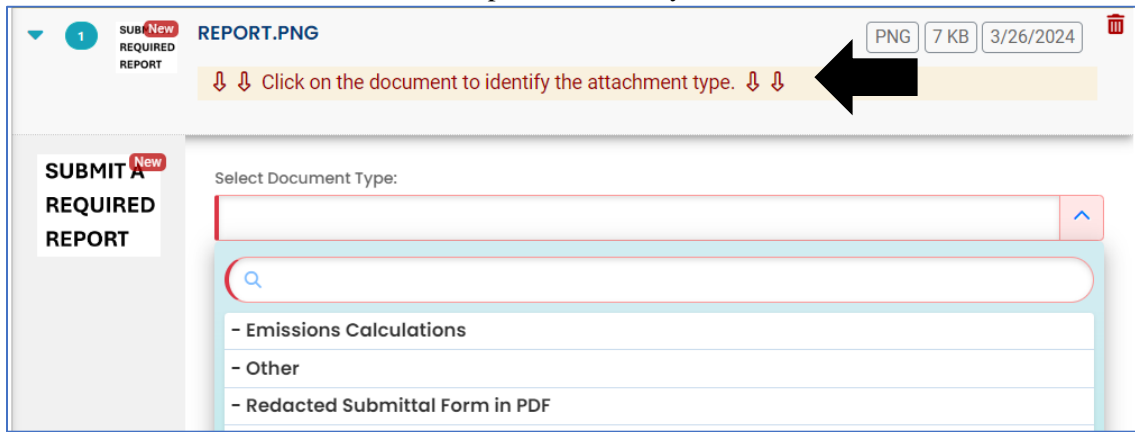 1
SUBM New
REQUIRED
REPORT
REPORT.PNG
PNG 7 KB 3/26/2024
⇩ ⇩ Click on the document to identify the attachment type. ⇩ ⇩
SUBMIT A New
REQUIRED
REPORT
Select Document Type:
- Emissions Calculations
- Other
- Redacted Submittal Form in PDF